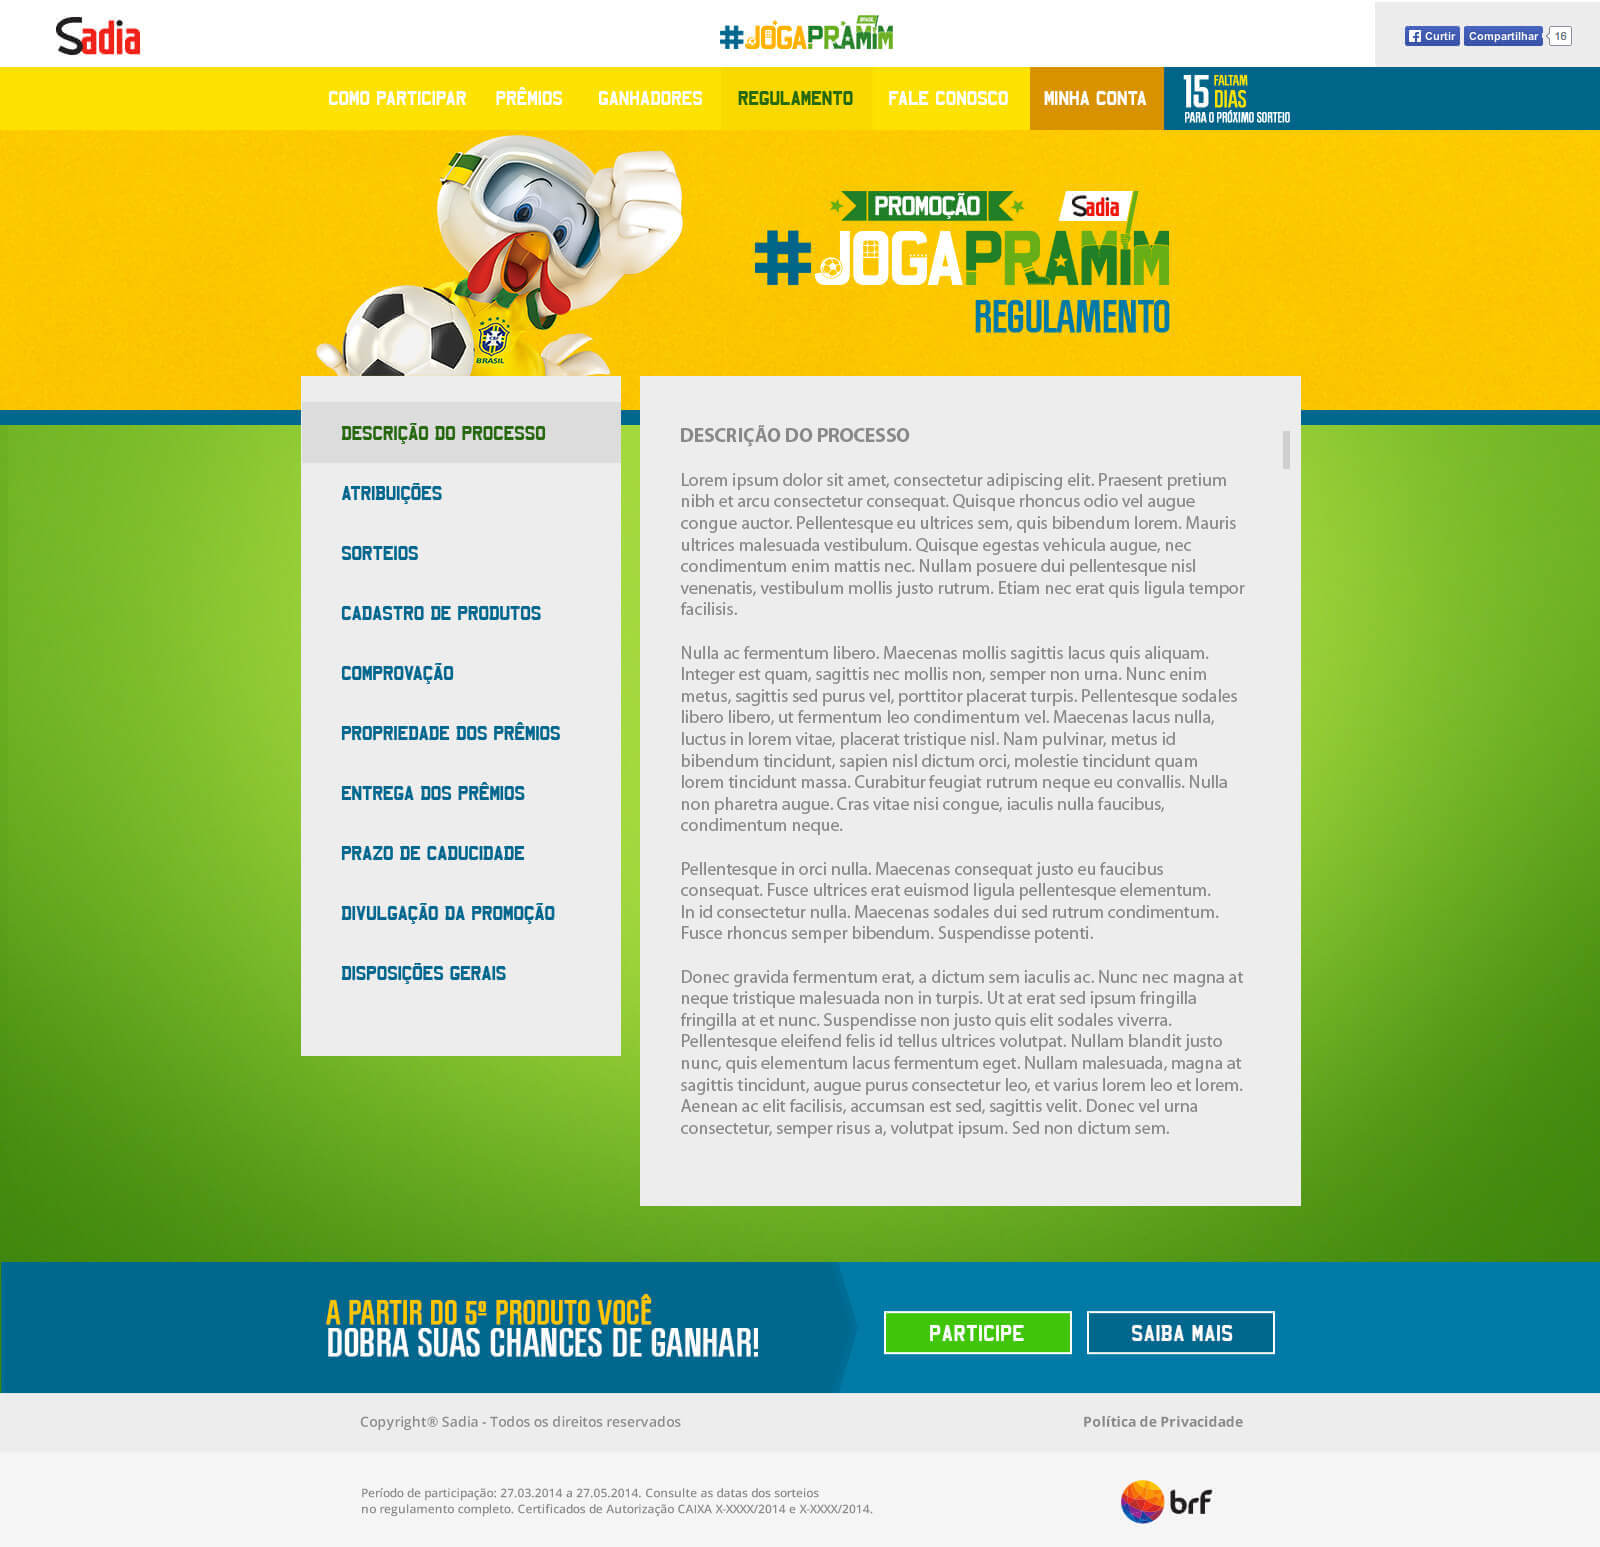 Sadia
BRASIL
#JOGAPRAMIM
Curtir
Compartilhar
16
COMO PARTICIPAR
PRÊMIOS
GANHADORES
REGULAMENTO
FALE CONOSCO
MINHA CONTA
15 FALTAM DIAS
PARA O PRÓXIMO SORTEIO
BRASIL
PROMOÇÃO
Sadia
#JOGAPRAMIM
REGULAMENTO
DESCRIÇÃO DO PROCESSO
ATRIBUIÇÕES
SORTEIOS
CADASTRO DE PRODUTOS
COMPROVAÇÃO
PROPRIEDADE DOS PRÊMIOS
ENTREGA DOS PRÊMIOS
PRAZO DE CADUCIDADE
DIVULGAÇÃO DA PROMOÇÃO
DISPOSIÇÕES GERAIS
DESCRIÇÃO DO PROCESSO
Lorem ipsum dolor sit amet, consectetur adipiscing elit. Praesent pretium
nibh et arcu consectetur consequat. Quisque rhoncus odio vel augue
congue auctor. Pellentesque eu ultrices sem, quis bibendum lorem. Mauris
ultrices malesuada vestibulum. Quisque egestas vehicula augue, nec
condimentum enim mattis nec. Nullam posuere dui pellentesque nisl
venenatis, vestibulum mollis justo rutrum. Etiam nec erat quis ligula tempor
facilisis.
Nulla ac fermentum libero. Maecenas mollis sagittis lacus quis aliquam.
Integer est quam, sagittis nec mollis non, semper non urna. Nunc enim
metus, sagittis sed purus vel, porttitor placerat turpis. Pellentesque sodales
libero libero, ut fermentum leo condimentum vel. Maecenas lacus nulla,
luctus in lorem vitae, placerat tristique nisl. Nam pulvinar, metus id
bibendum tincidunt, sapien nisl dictum orci, molestie tincidunt quam
lorem tincidunt massa. Curabitur feugiat rutrum neque eu convallis. Nulla
non pharetra augue. Cras vitae nisi congue, iaculis nulla faucibus,
condimentum neque.
Pellentesque in orci nulla. Maecenas consequat justo eu faucibus
consequat. Fusce ultrices erat euismod ligula pellentesque elementum.
In id consectetur nulla. Maecenas sodales dui sed rutrum condimentum.
Fusce rhoncus semper bibendum. Suspendisse potenti.
Donec gravida fermentum erat, a dictum sem iaculis ac. Nunc nec magna at
neque tristique malesuada non in turpis. Ut at erat sed ipsum fringilla
fringilla at et nunc. Suspendisse non justo quis elit sodales viverra.
Pellentesque eleifend felis id tellus ultrices volutpat. Nullam blandit justo
nunc, quis elementum lacus fermentum eget. Nullam malesuada, magna at
sagittis tincidunt, augue purus consectetur leo, et varius lorem leo et lorem.
Aenean ac elit facilisis, accumsan est sed, sagittis velit. Donec vel urna
consectetur, semper risus a, volutpat ipsum. Sed non dictum sem.
A PARTIR DO 5º PRODUTO VOCÊ
DOBRA SUAS CHANCES DE GANHAR!
PARTICIPE
SAIBA MAIS
Copyright® Sadia - Todos os direitos reservados
Política de Privacidade
Período de participação: 27.03.2014 a 27.05.2014. Consulte as datas dos sorteios
no regulamento completo. Certificados de Autorização CAIXA X-XXXX/2014 e X-XXXX/2014.
brf